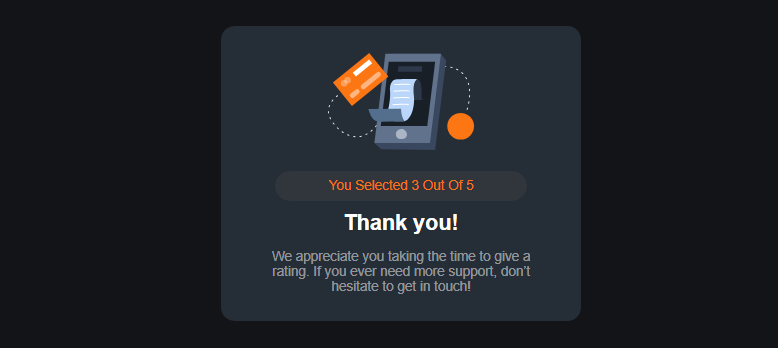 You Selected 3 Out Of 5
Thank you!
We appreciate you taking the time to give a
rating. If you ever need more support, don't
hesitate to get in touch!